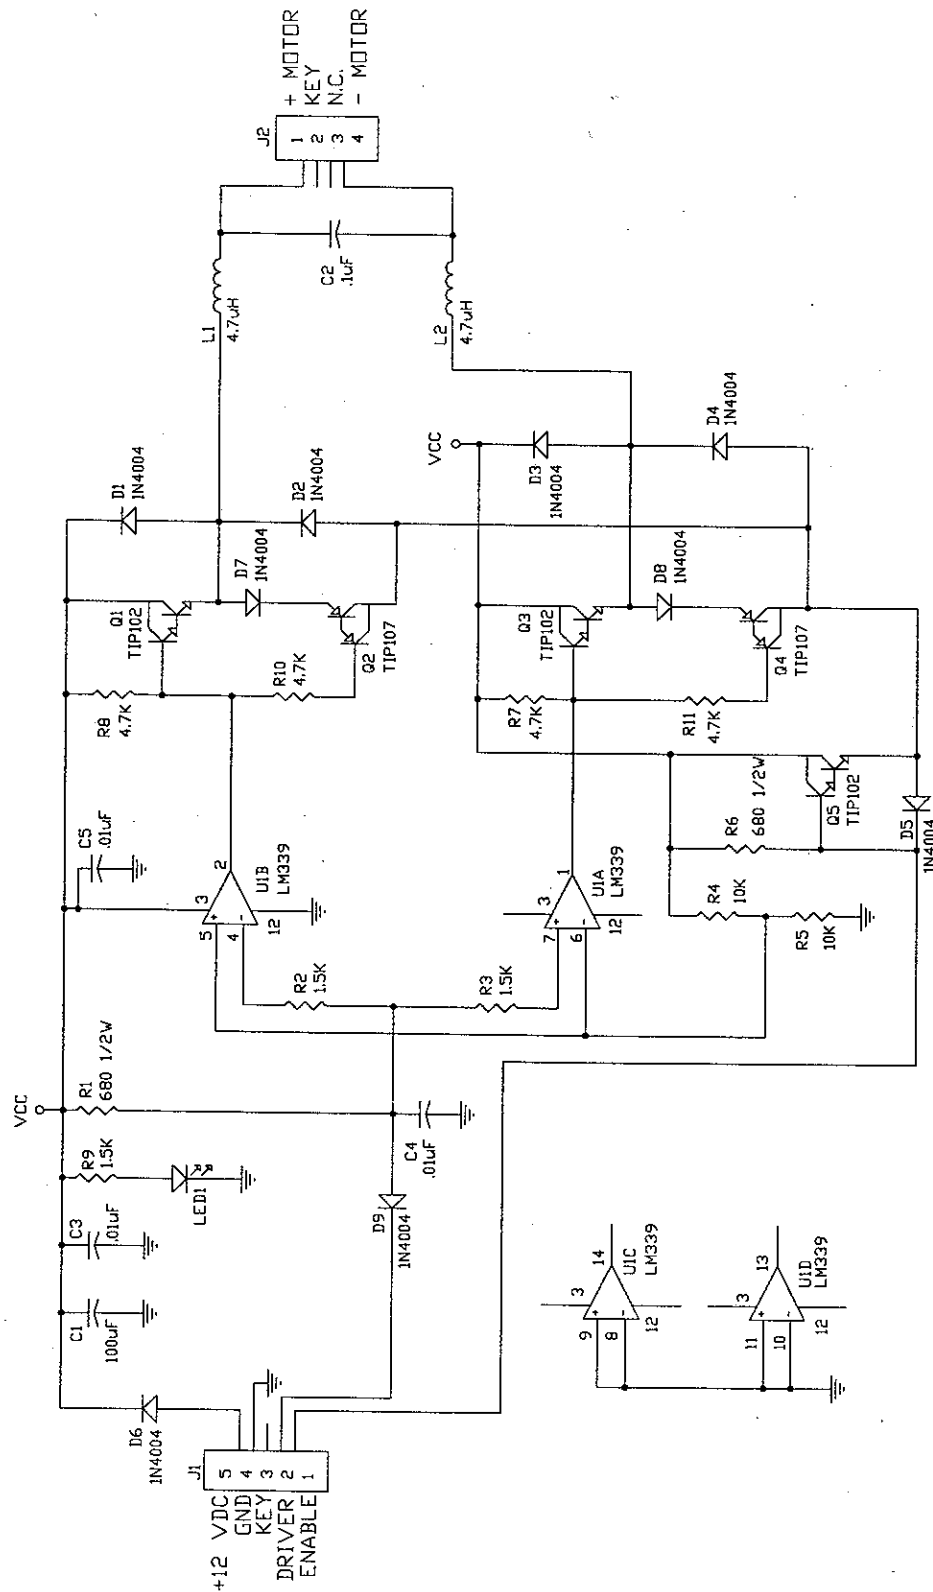 +12 VDC
GND
KEY
DRIVER
ENABLE
J1
5
4
3
2
1
D6
1N4004
C1
100uF
C3
.01uF
R9
1.5K
LED1
VCC
R1
680 1/2W
D9
1N4004
C4
.01uF
C5
.01uF
R2
1.5K
R3
1.5K
5
4
3
12
2
U1B
LM339
7
6
3
12
1
U1A
LM339
R8
4.7K
R10
4.7K
Q1
TIP102
Q2
TIP107
D7
1N4004
D1
1N4004
D2
1N4004
L1
4.7uH
L2
4.7uH
C2
.1uF
J2
1
2
3
4
+ MOTOR
KEY
N.C.
- MOTOR
VCC
D3
1N4004
D4
1N4004
Q3
TIP102
D8
1N4004
Q4
TIP107
R7
4.7K
R11
4.7K
R6
680 1/2W
Q5
TIP102
R4
10K
R5
10K
D5
1N4004
9
8
3
12
14
U1C
LM339
11
10
3
12
13
U1D
LM339